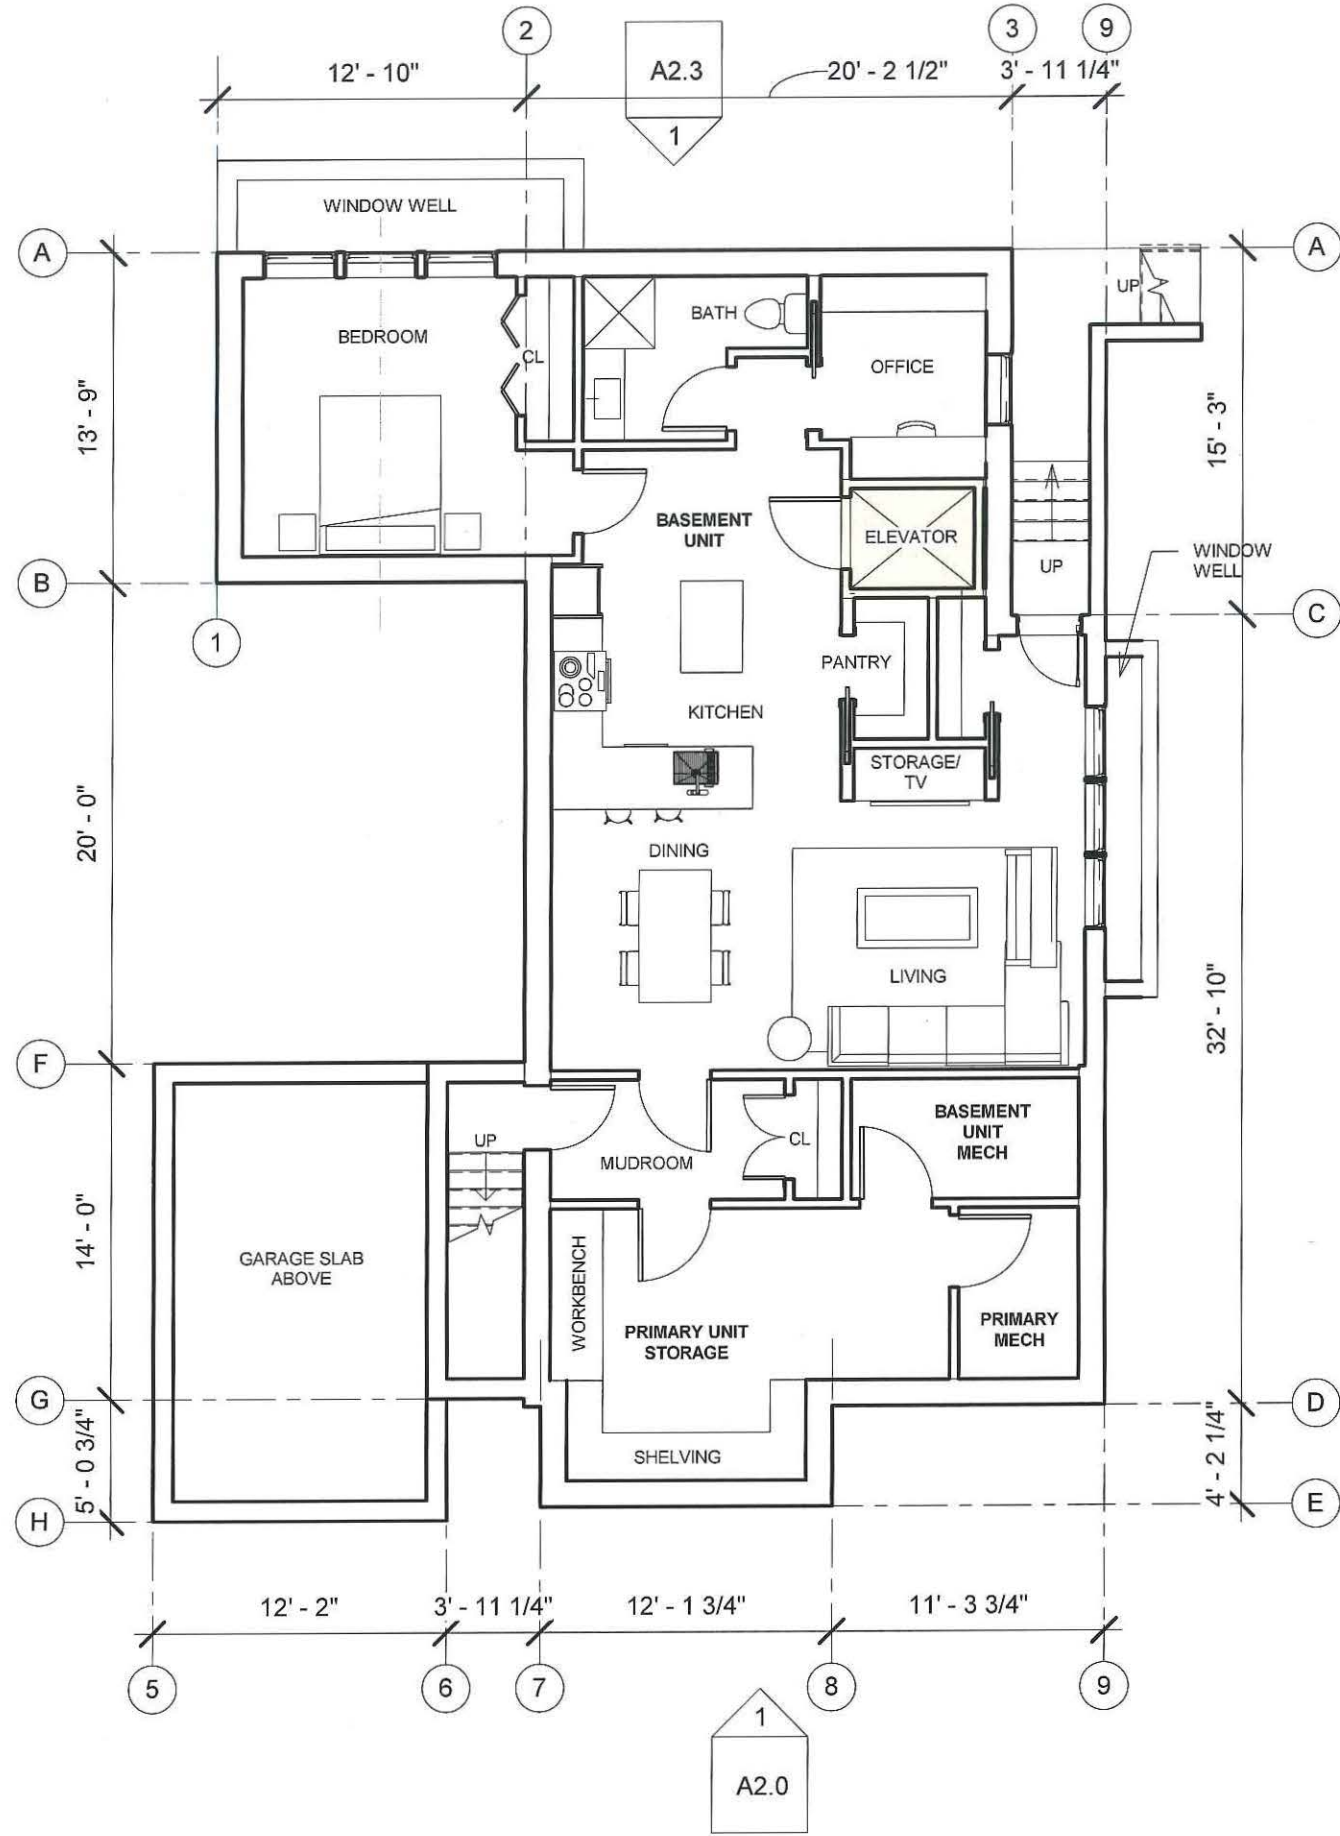 2
3
9
A2.3
1
12' - 10"
20' - 2 1/2"
3' - 11 1/4"
WINDOW WELL
A
A
UP
BEDROOM
CL
BATH
OFFICE
13' - 9"
15' - 3"
BASEMENT
UNIT
ELEVATOR
UP
WINDOW
WELL
B
C
1
PANTRY
KITCHEN
STORAGE/
TV
20' - 0"
DINING
LIVING
32' - 10"
F
UP
MUDROOM
CL
BASEMENT
UNIT
MECH
14' - 0"
GARAGE SLAB
ABOVE
WORKBENCH
PRIMARY UNIT
STORAGE
PRIMARY
MECH
G
D
5' - 0 3/4"
SHELVING
4' - 2 1/4"
H
E
12' - 2"
3' - 11 1/4"
12' - 1 3/4"
11' - 3 3/4"
5
6
7
8
9
1
A2.0